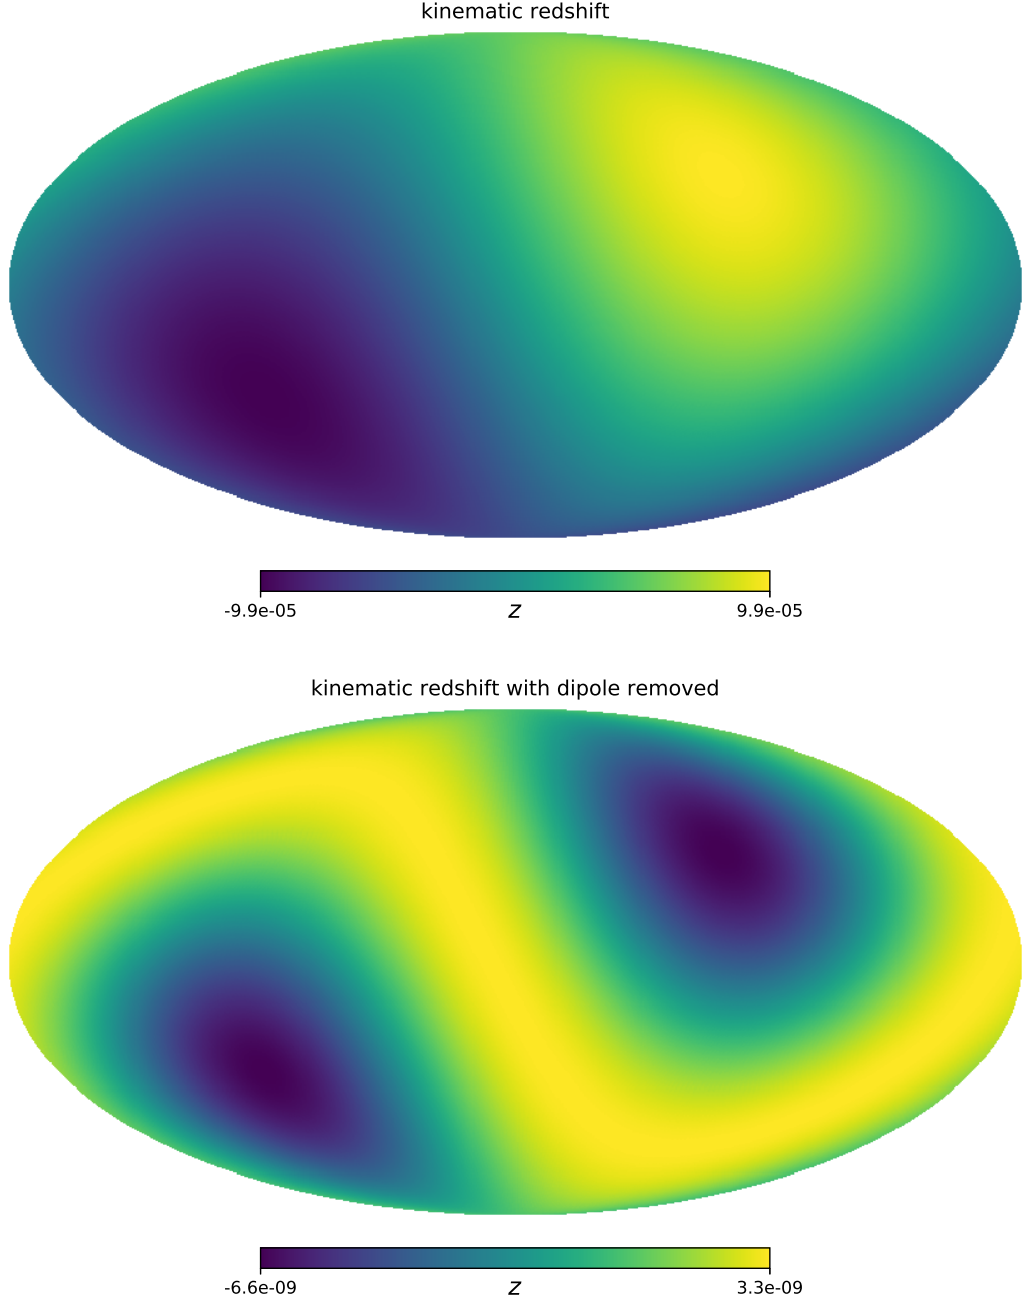 kinematic redshift
-9.9e-05 z 9.9e-05
kinematic redshift with dipole removed
-6.6e-09 z 3.3e-09